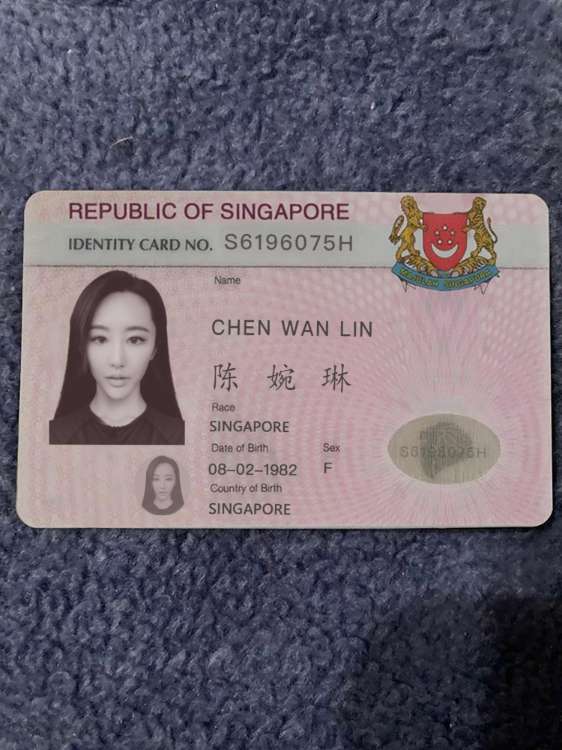 REPUBLIC OF SINGAPORE
IDENTITY CARD NO. S6196075H
MAJULAH SINGAPURA
Name
CHEN WAN LIN
陈 婉 琳
Race
SINGAPORE
Date of Birth Sex
08-02-1982 F
Country of Birth
SINGAPORE
S6196075H